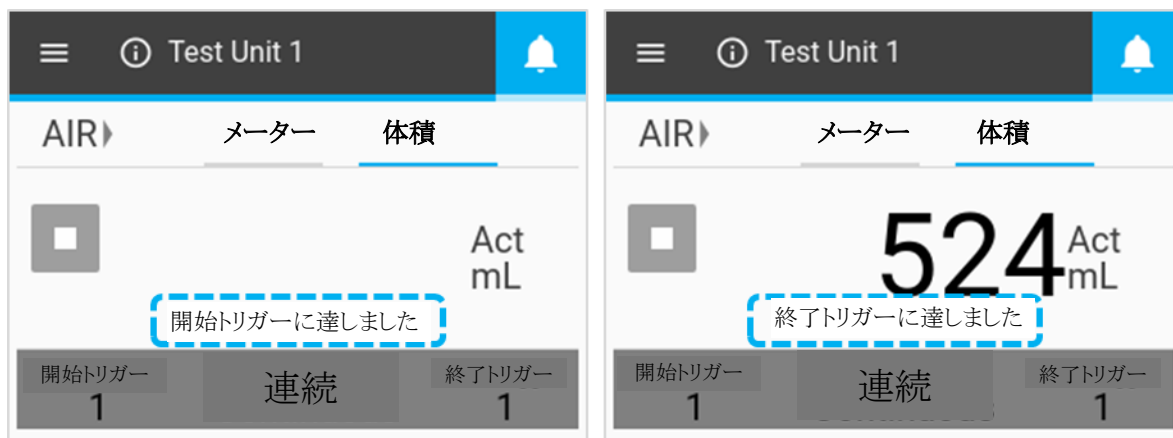 Test Unit 1
AIR メーター 体積
Act
mL
開始トリガーに達しました
開始トリガー 連続 終了トリガー
1 1
Test Unit 1
AIR メーター 体積
524 Act
mL
終了トリガーに達しました
開始トリガー 連続 終了トリガー
1 1